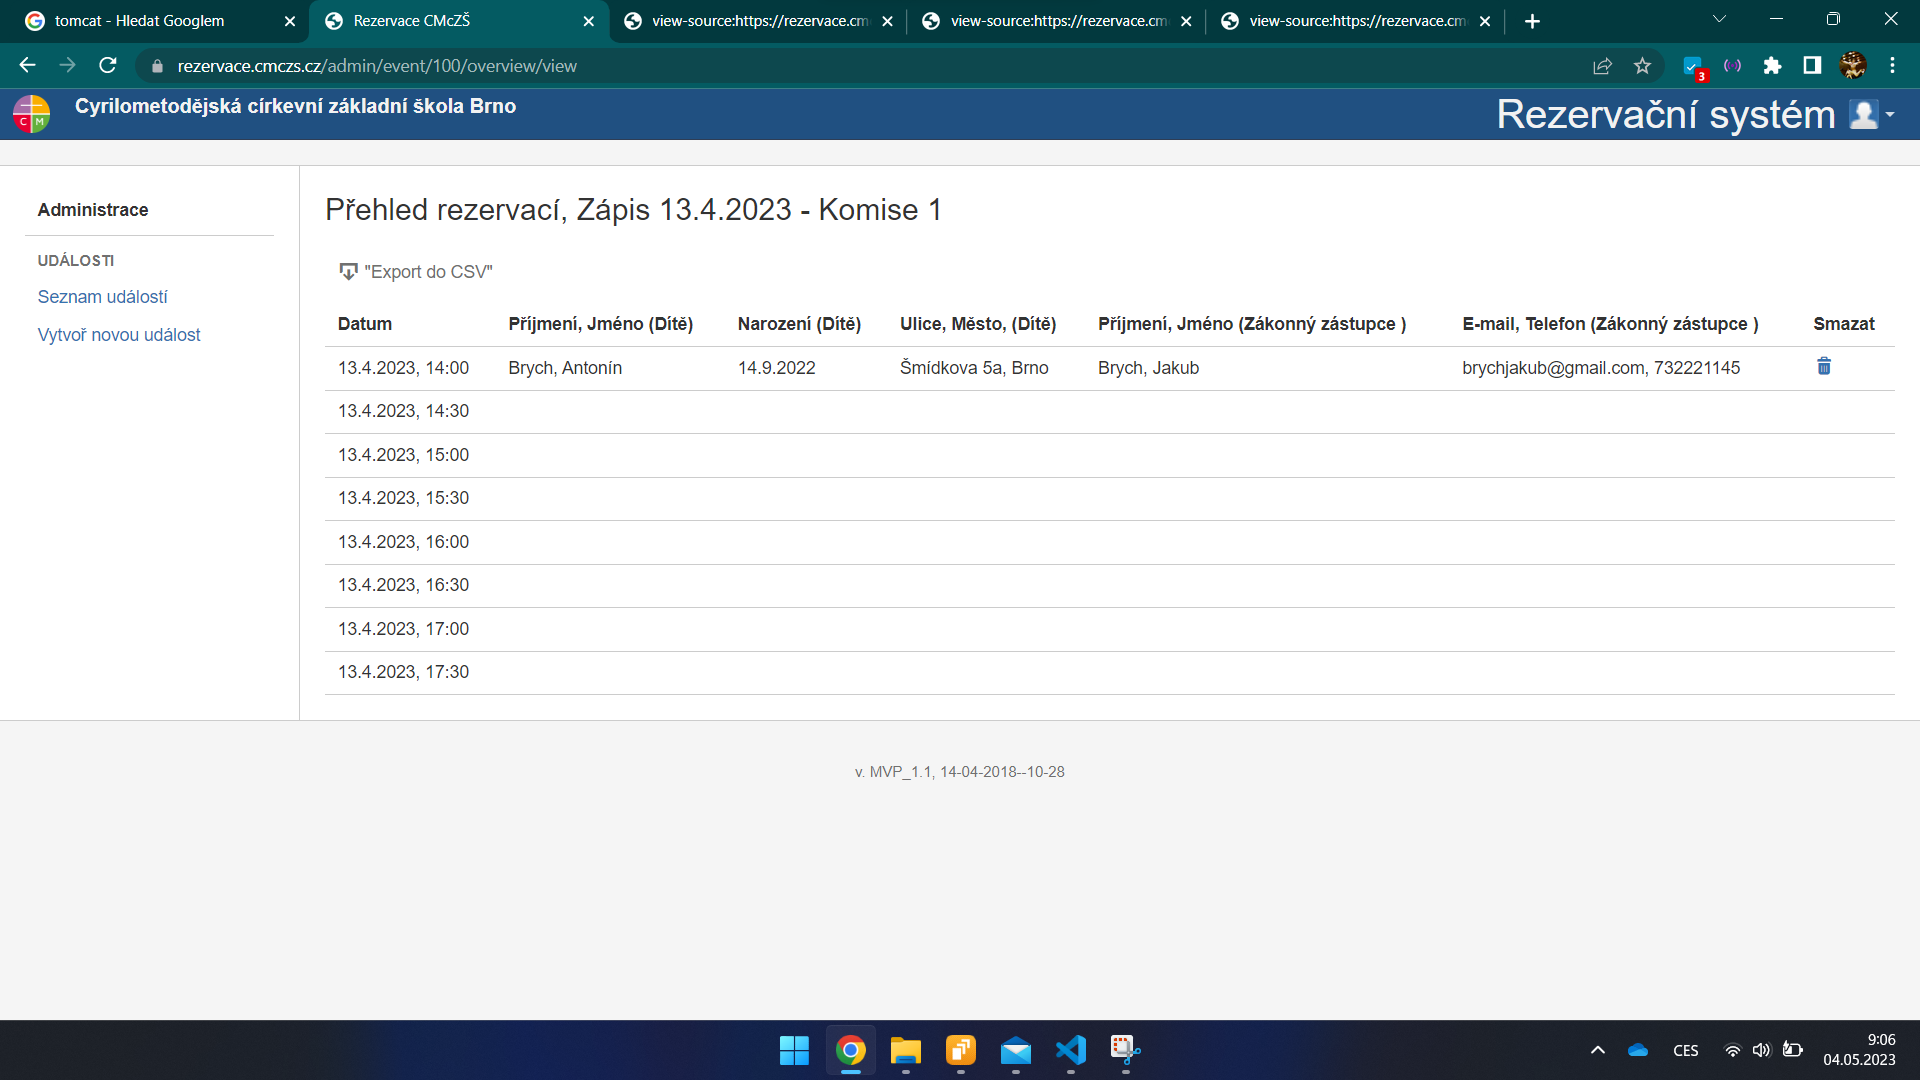 tomcat - Hledat Googlem
Rezervace CMcZŠ
view-source:https://rezervace.cm
view-source:https://rezervace.cm
view-source:https://rezervace.cm
rezervace.cmczs.cz/admin/event/100/overview/view
3
C M
Cyrilometodějská církevní základní škola Brno
Rezervační systém
Administrace
UDÁLOSTI
Seznam událostí
Vytvoř novou událost
Přehled rezervací, Zápis 13.4.2023 - Komise 1
"Export do CSV"
Datum Příjmení, Jméno (Dítě) Narození (Dítě) Ulice, Město, (Dítě) Příjmení, Jméno (Zákonný zástupce ) E-mail, Telefon (Zákonný zástupce ) Smazat
13.4.2023, 14:00 Brych, Antonín 14.9.2022 Šmídkova 5a, Brno Brych, Jakub brychjakub@gmail.com, 732221145
13.4.2023, 14:30
13.4.2023, 15:00
13.4.2023, 15:30
13.4.2023, 16:00
13.4.2023, 16:30
13.4.2023, 17:00
13.4.2023, 17:30
v. MVP_1.1, 14-04-2018--10-28
CES
9:06
04.05.2023